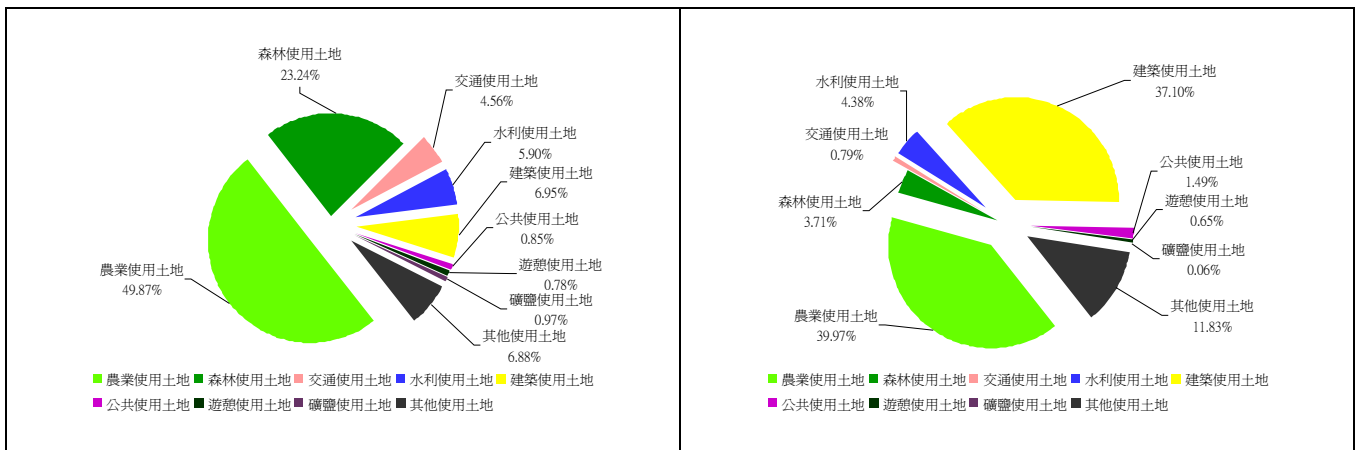 森林使用土地
23.24%
交通使用土地
4.56%
水利使用土地
5.90%
建築使用土地
6.95%
公共使用土地
0.85%
遊憩使用土地
0.78%
礦鹽使用土地
0.97%
其他使用土地
6.88%
農業使用土地
49.87%
農業使用土地 森林使用土地 交通使用土地 水利使用土地 建築使用土地
公共使用土地 遊憩使用土地 礦鹽使用土地 其他使用土地
建築使用土地
37.10%
水利使用土地
4.38%
交通使用土地
0.79%
森林使用土地
3.71%
公共使用土地
1.49%
遊憩使用土地
0.65%
礦鹽使用土地
0.06%
其他使用土地
11.83%
農業使用土地
39.97%
農業使用土地 森林使用土地 交通使用土地 水利使用土地 建築使用土地
公共使用土地 遊憩使用土地 礦鹽使用土地 其他使用土地